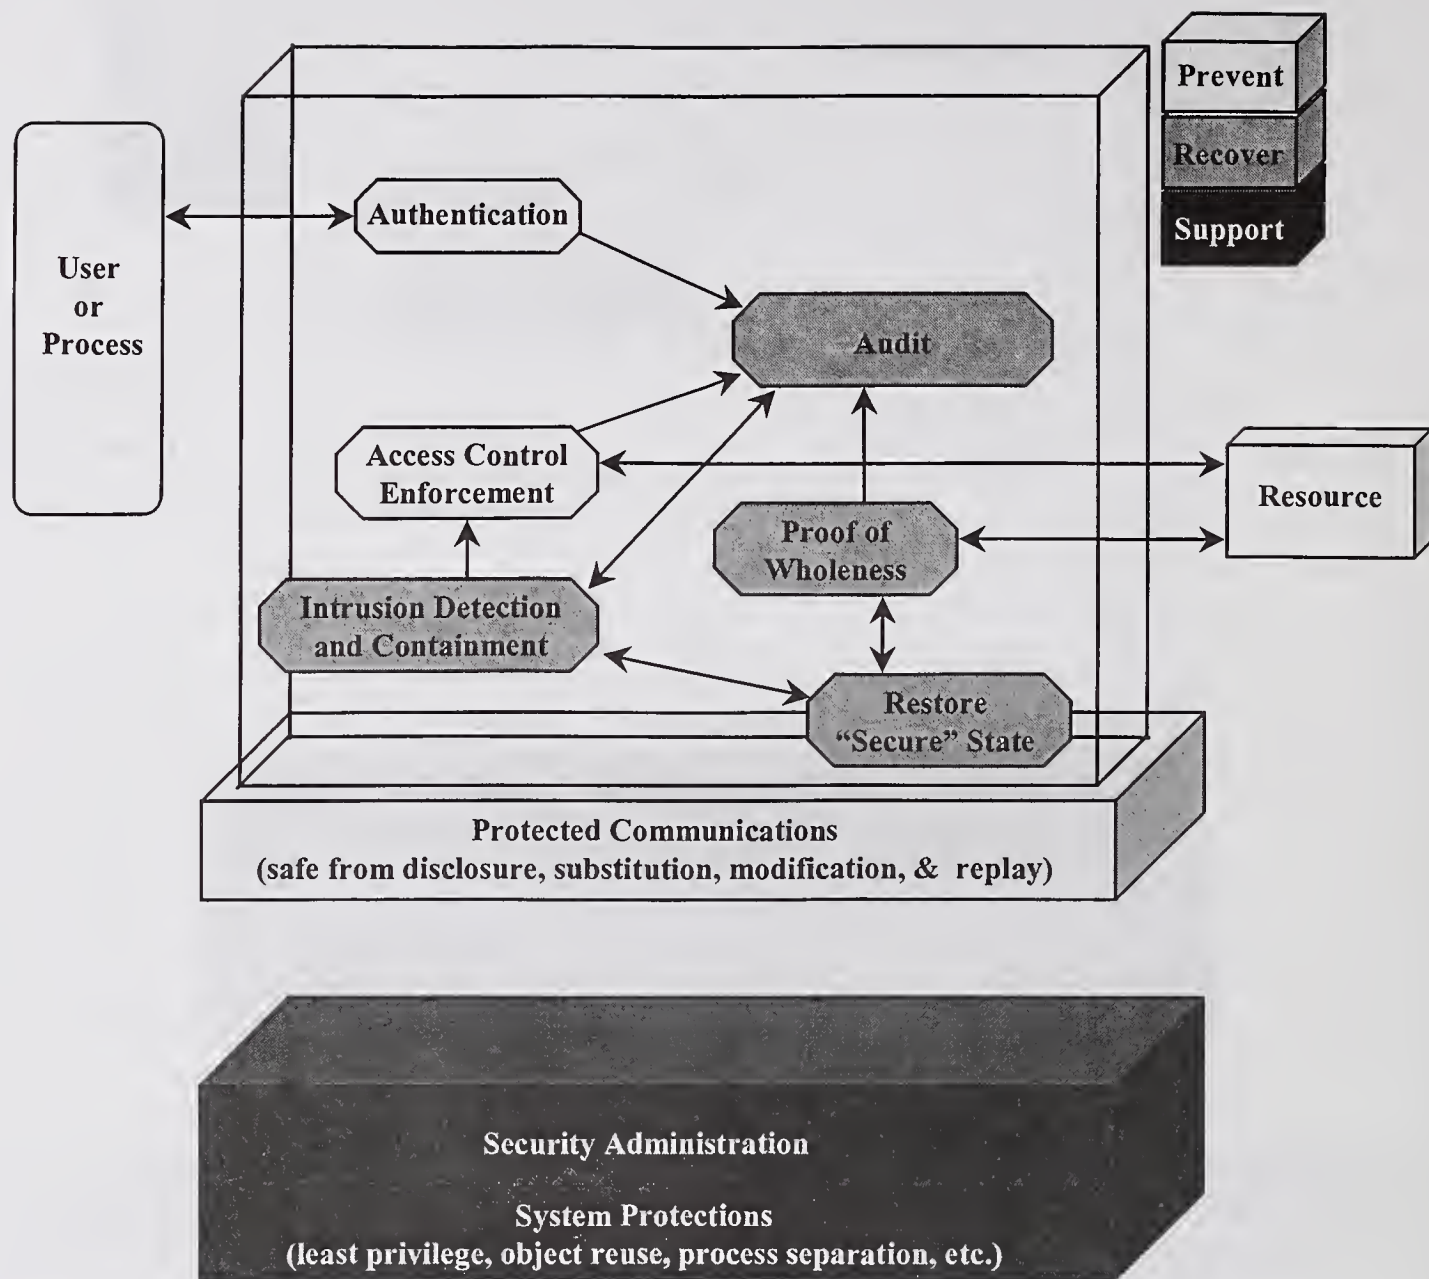 Prevent
Recover
Support
Authentication
User
or
Process
Audit
Access Control
Enforcement
Resource
Proof of
Wholeness
Intrusion Detection
and Containment
Restore
“Secure” State
Protected Communications
(safe from disclosure, substitution, modification, & replay)
Security Administration
System Protections
(least privilege, object reuse, process separation, etc.)